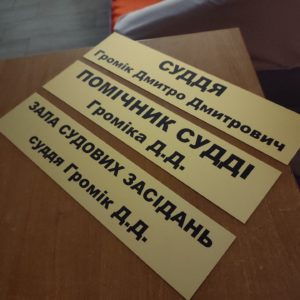 СУДДЯ
Громік Дмитро Дмитрович
ПОМІЧНИК СУДДІ
Громіка Д.Д.
ЗАЛА СУДОВИХ ЗАСІДАНЬ
суддя Громік Д.Д.